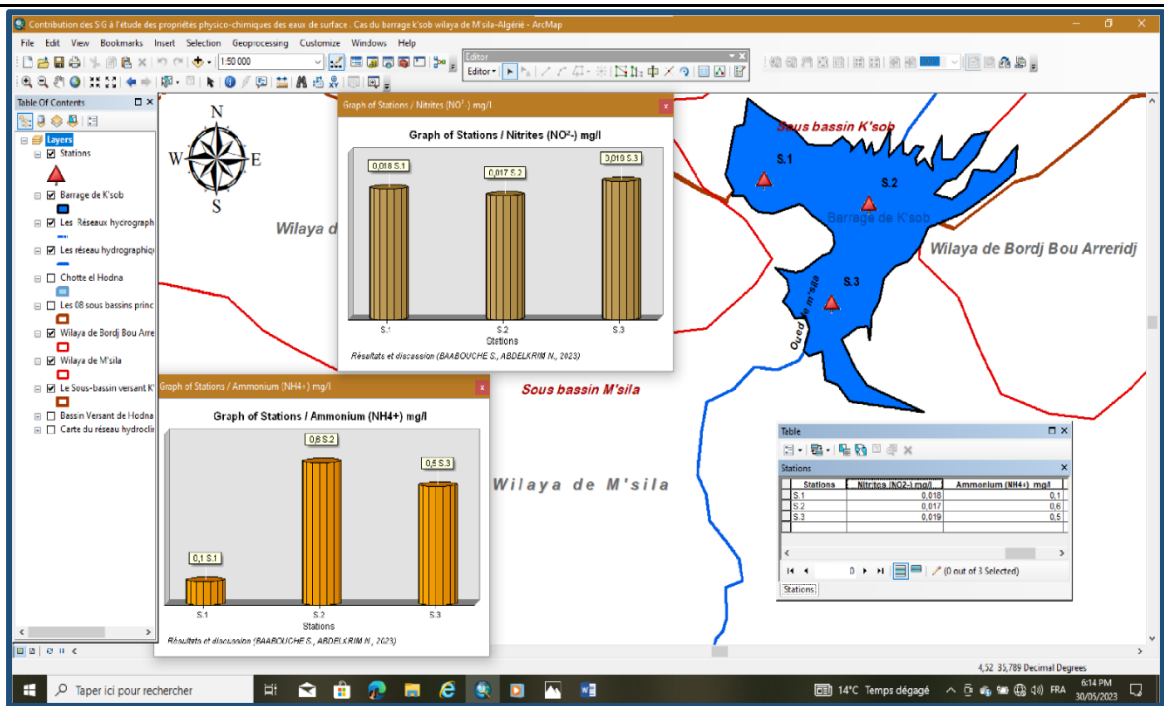 Contribution des S G à l'étude des propriétés physico-chimiques des eaux de surface . Cas du barrage k'sob wilaya de M'sila-Algérié - ArcMap
File Edit View Bookmarks Insert Selection Geoprocessing Customize Windows Help
1:50 000
Editor
Editor
Table Of Contents
Layers
Stations
Barrage de K'sob
Les Réseaux hycrograph
Les réseau hydrographiqu
Chotte el Hodna
Les 08 sous bassins princ
Wilaya de Bordj Bou Arre
Wilaya de M'sila
Le Sous-bassin versant K'
Bassin Versant de Hodna
Carte du réseau hydroclir
N
W E
S
Wilaya d
Graph of Stations / Nitrites (NO²-) mg/l
Graph of Stations / Nitrites (NO²-) mg/l
0,018 S.1
0,017 S.2
0,019 S.3
S.1 S.2 S.3
Stations
Résultats et discussion (BAABOUCHE S., ABDELKRIM N., 2023)
Graph of Stations / Ammonium (NH4+) mg/l
Graph of Stations / Ammonium (NH4+) mg/l
0,1 S.1
0,6 S.2
0,5 S.3
S.1 S.2 S.3
Stations
Résultats et discussion (BAABOUCHE S., ABDELKRIM N., 2023)
Sous bassin K'sob
S.1
S.2
Barrage de K'sob
S.3
Oued de m'sila
Wilaya de Bordj Bou Arreridj
Sous bassin M'sila
Wilaya de M'sila
Table
Stations
Stations Nitrites (NO2-) mg/l Ammonium (NH4+) mg/l
S.1 0,018 0,1
S.2 0,017 0,6
S.3 0,019 0,5
0 (0 out of 3 Selected)
Stations
4,52 35,789 Decimal Degrees
Taper ici pour rechercher
14°C Temps dégagé
FRA
6:14 PM
30/05/2023